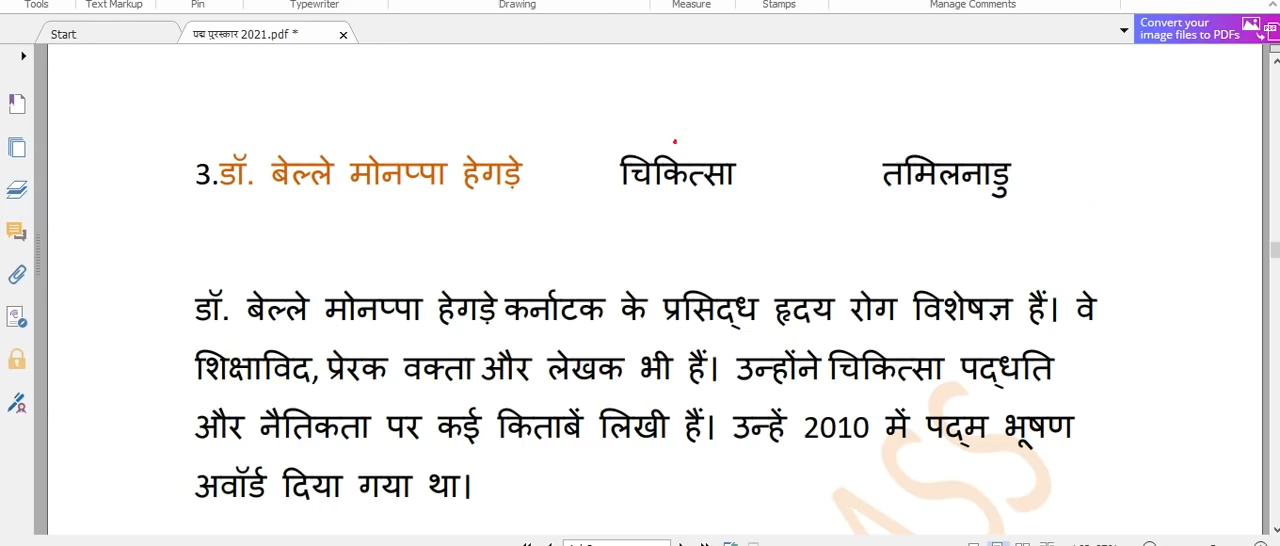 Tools Text Markup Pin Typewriter Drawing Measure Stamps Manage Comments
Start पद्म पुरस्कार 2021.pdf * Convert your
image files to PDFs
3.डॉ. बेल्ले मोनप्पा हेगड़े चिकित्सा तमिलनाडु
डॉ. बेल्ले मोनप्पा हेगड़े कर्नाटक के प्रसिद्ध हृदय रोग विशेषज्ञ हैं। वे
शिक्षाविद, प्रेरक वक्ता और लेखक भी हैं। उन्होंने चिकित्सा पद्धति
और नैतिकता पर कई किताबें लिखी हैं। उन्हें 2010 में पद्म भूषण
अवॉर्ड दिया गया था।